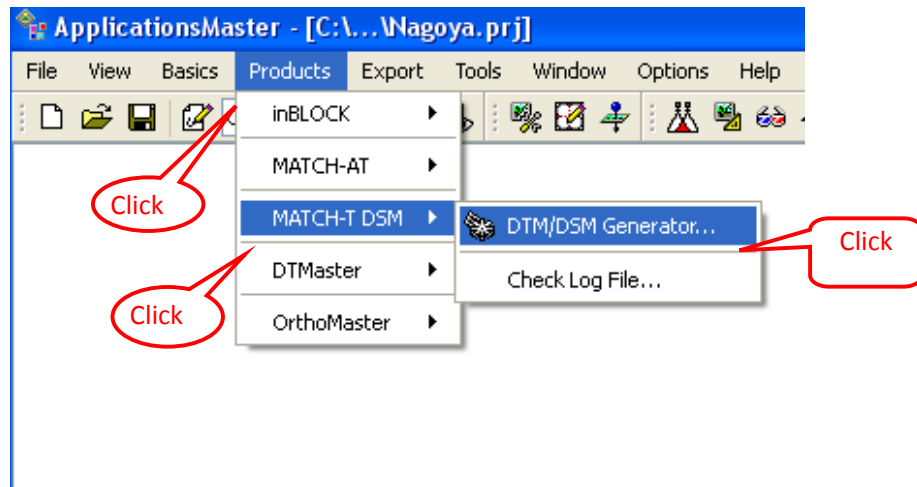 ApplicationsMaster - [C:\...\Nagoya.prj]
File View Basics Products Export Tools Window Options Help
inBLOCK
MATCH-AT
Click
MATCH-T DSM
DTM/DSM Generator...
Click
DTMaster
Check Log File...
Click
OrthoMaster